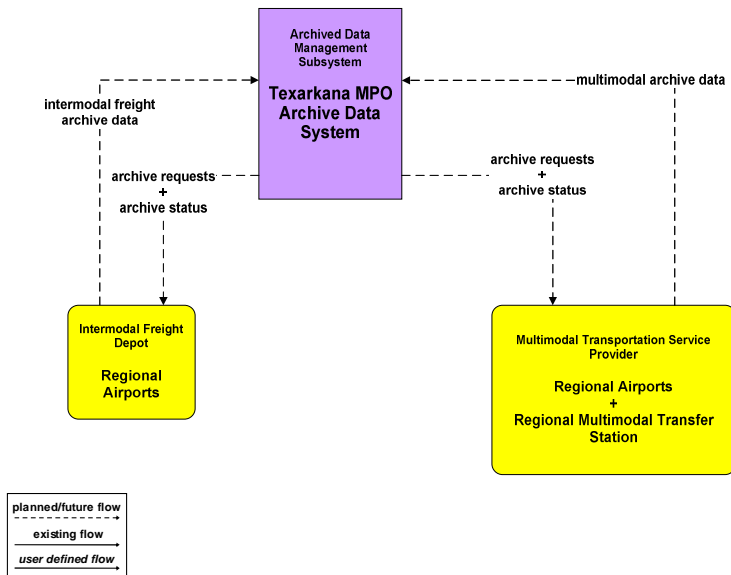 Archived Data
Management
Subsystem
Texarkana MPO
Archive Data
System
intermodal freight
archive data
multimodal archive data
archive requests
+
archive status
archive requests
+
archive status
Intermodal Freight
Depot
Regional
Airports
Multimodal Transportation Service
Provider
Regional Airports
+
Regional Multimodal Transfer
Station
planned/future flow
existing flow
user defined flow